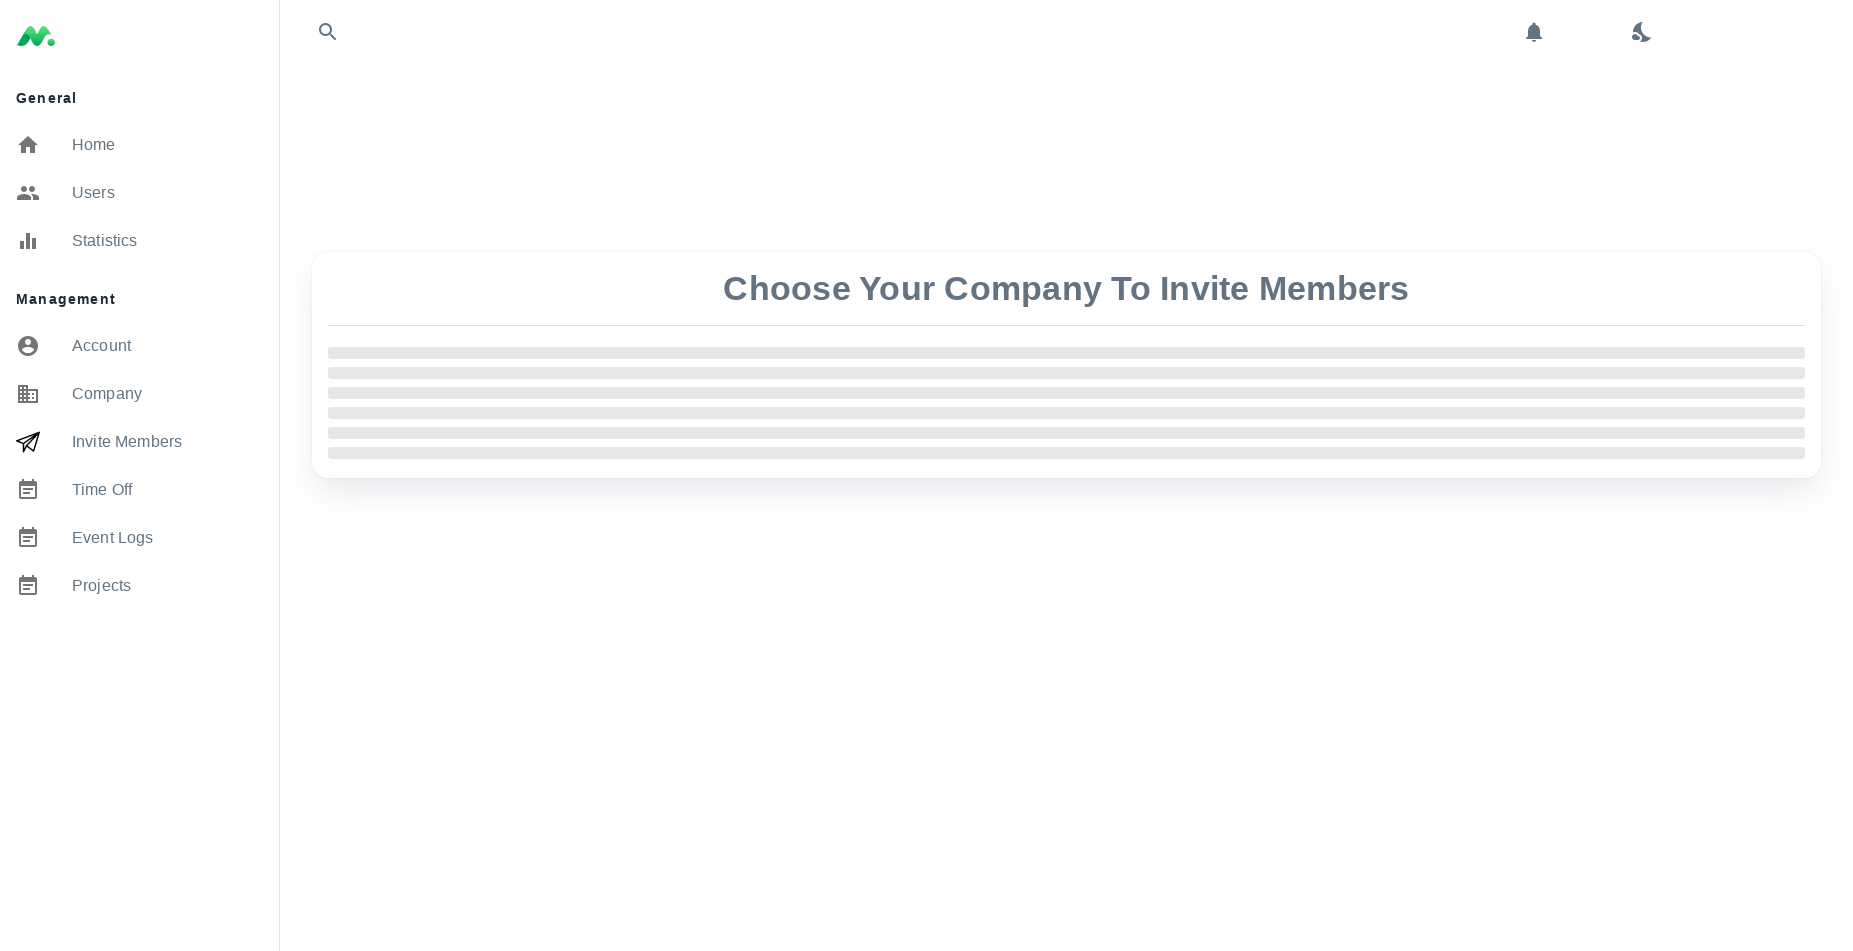 General
Home
Users
Statistics
Management
Account
Company
Invite Members
Time Off
Event Logs
Projects
Choose Your Company To Invite Members